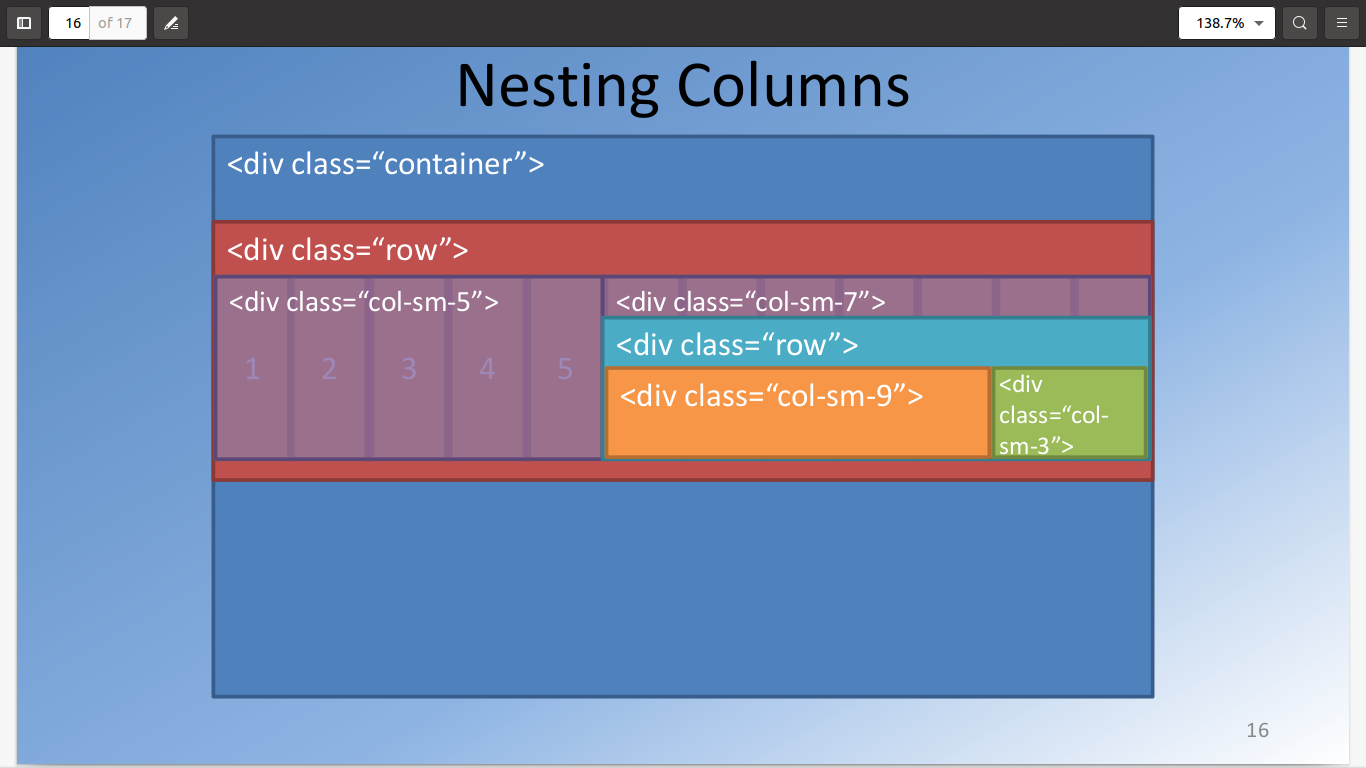 16 of 17
138.7%
Nesting Columns
<div class=“container”>
<div class=“row”>
<div class=“col-sm-5”>
<div class=“col-sm-7”>
1 2 3 4 5
<div class=“row”>
<div class=“col-sm-9”>
<div
class=“col-
sm-3”>
16